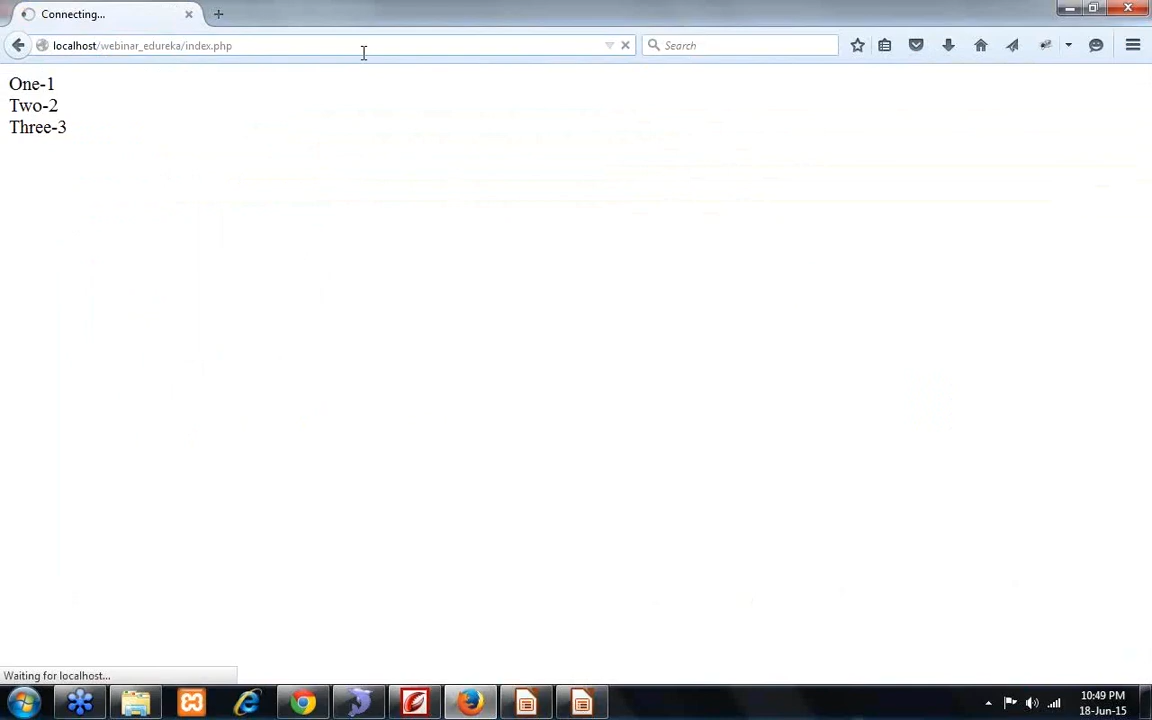 Connecting...
localhost/webinar_edureka/index.php
Search
One-1
Two-2
Three-3
Waiting for localhost...
10:49 PM
18-Jun-15